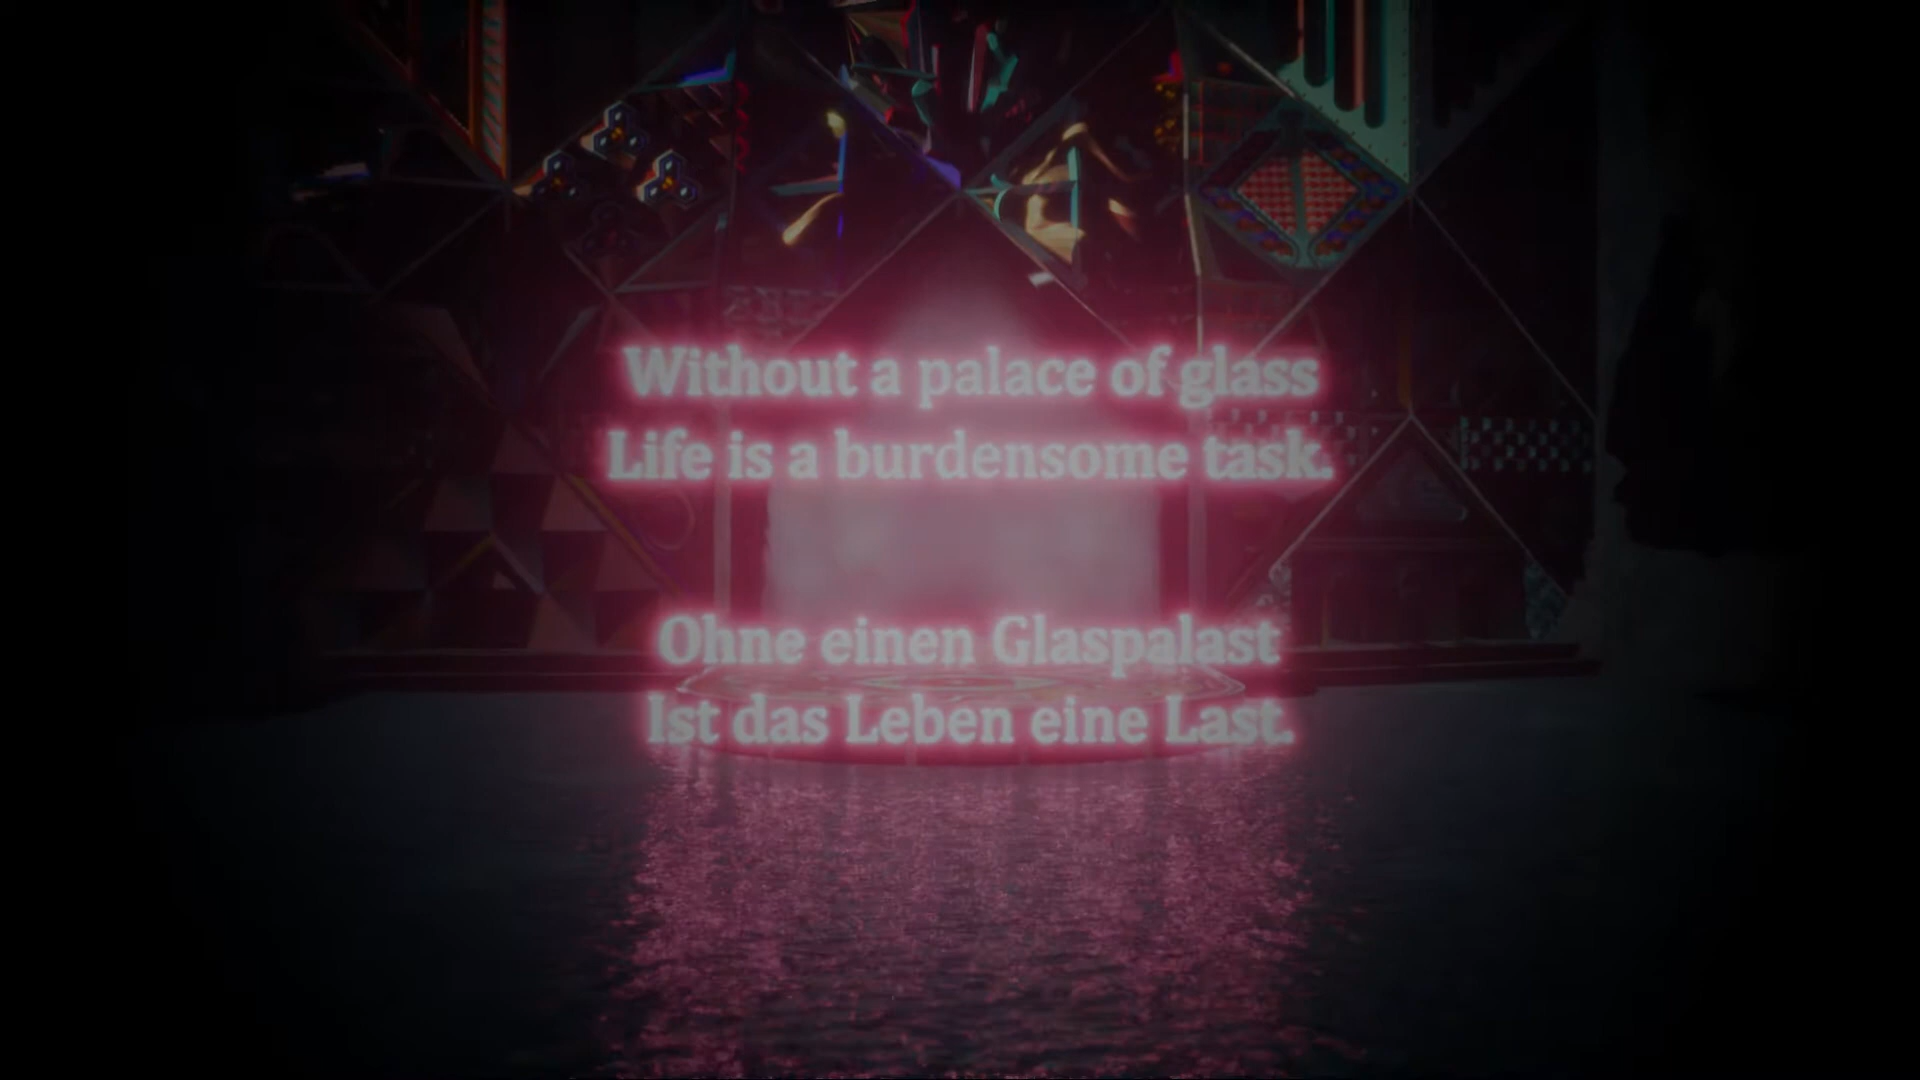 Without a palace of glass
Life is a burdensome task.
Ohne einen Glaspalast
Ist das Leben eine Last.